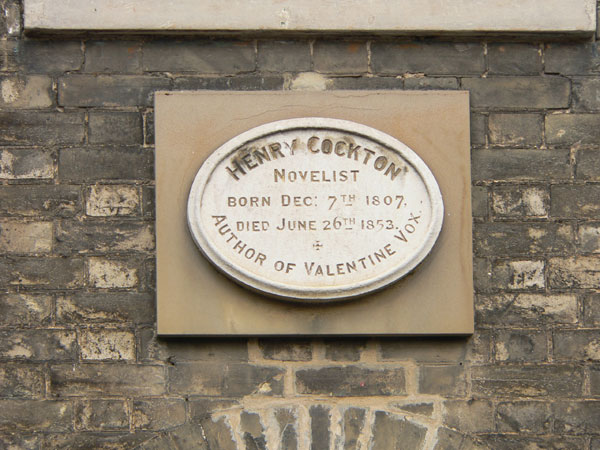 HENRY COCKTON
NOVELIST
BORN DEC: 7TH 1807.
DIED JUNE 26TH 1853.
AUTHOR OF VALENTINE VOX.